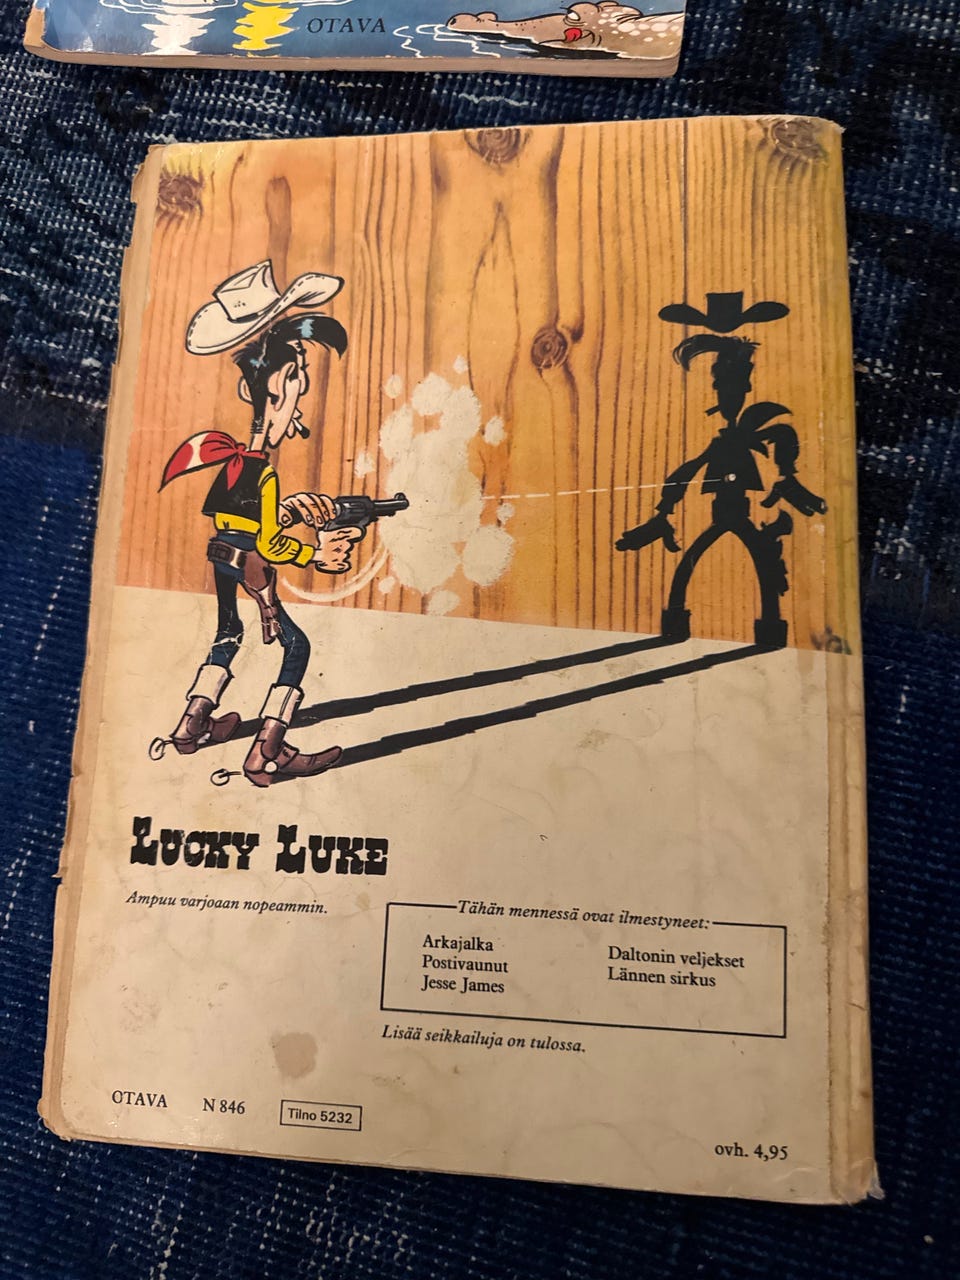 OTAVA
LUCKY LUKE
Ampuu varjoaan nopeammin.
Tähän mennessä ovat ilmestyneet:
Arkajalka
Postivaunut
Jesse James
Daltonin veljekset
Lännen sirkus
Lisää seikkailuja on tulossa.
OTAVA N 846 Tilno 5232
ovh. 4,95